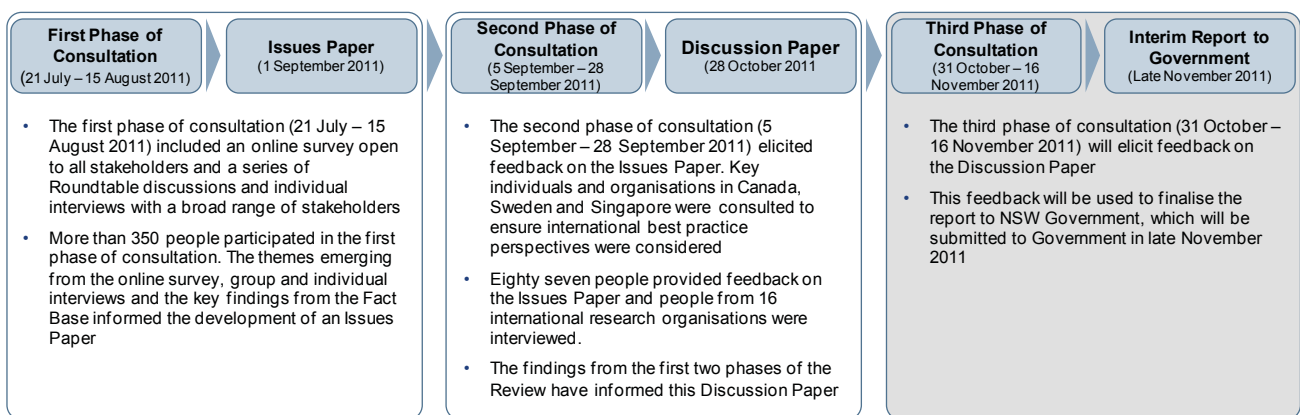 First Phase of
Consultation
(21 July – 15 August 2011)
Issues Paper
(1 September 2011)
Second Phase of
Consultation
(5 September – 28
September 2011)
Discussion Paper
(28 October 2011
Third Phase of
Consultation
(31 October – 16
November 2011)
Interim Report to
Government
(Late November 2011)
• The first phase of consultation (21 July – 15
August 2011) included an online survey open
to all stakeholders and a series of
Roundtable discussions and individual
interviews with a broad range of stakeholders
• More than 350 people participated in the first
phase of consultation. The themes emerging
from the online survey, group and individual
interviews and the key findings from the Fact
Base informed the development of an Issues
Paper
• The second phase of consultation (5
September – 28 September 2011) elicited
feedback on the Issues Paper. Key
individuals and organisations in Canada,
Sweden and Singapore were consulted to
ensure international best practice
perspectives were considered
• Eighty seven people provided feedback on
the Issues Paper and people from 16
international research organisations were
interviewed.
• The findings from the first two phases of the
Review have informed this Discussion Paper
• The third phase of consultation (31 October –
16 November 2011) will elicit feedback on
the Discussion Paper
• This feedback will be used to finalise the
report to NSW Government, which will be
submitted to Government in late November
2011